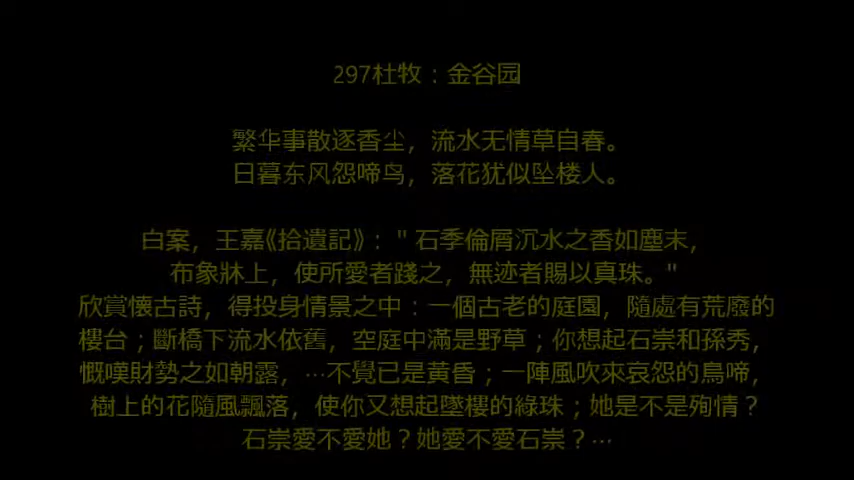 297杜牧：金谷园
繁华事散逐香尘，流水无情草自春。
日暮东风怨啼鸟，落花犹似坠楼人。
白案，王嘉《拾遺記》："石季倫屑沉水之香如塵末，
布象牀上，使所愛者踐之，無迹者賜以真珠。"
欣賞懷古詩，得投身情景之中：一個古老的庭園，隨處有荒廢的
樓台；斷橋下流水依舊，空庭中滿是野草；你想起石崇和孫秀，
慨嘆財勢之如朝露，…不覺已是黃昏；一陣風吹來哀怨的鳥啼，
樹上的花隨風飄落，使你又想起墜樓的綠珠；她是不是殉情？
石崇愛不愛她？她愛不愛石崇？…